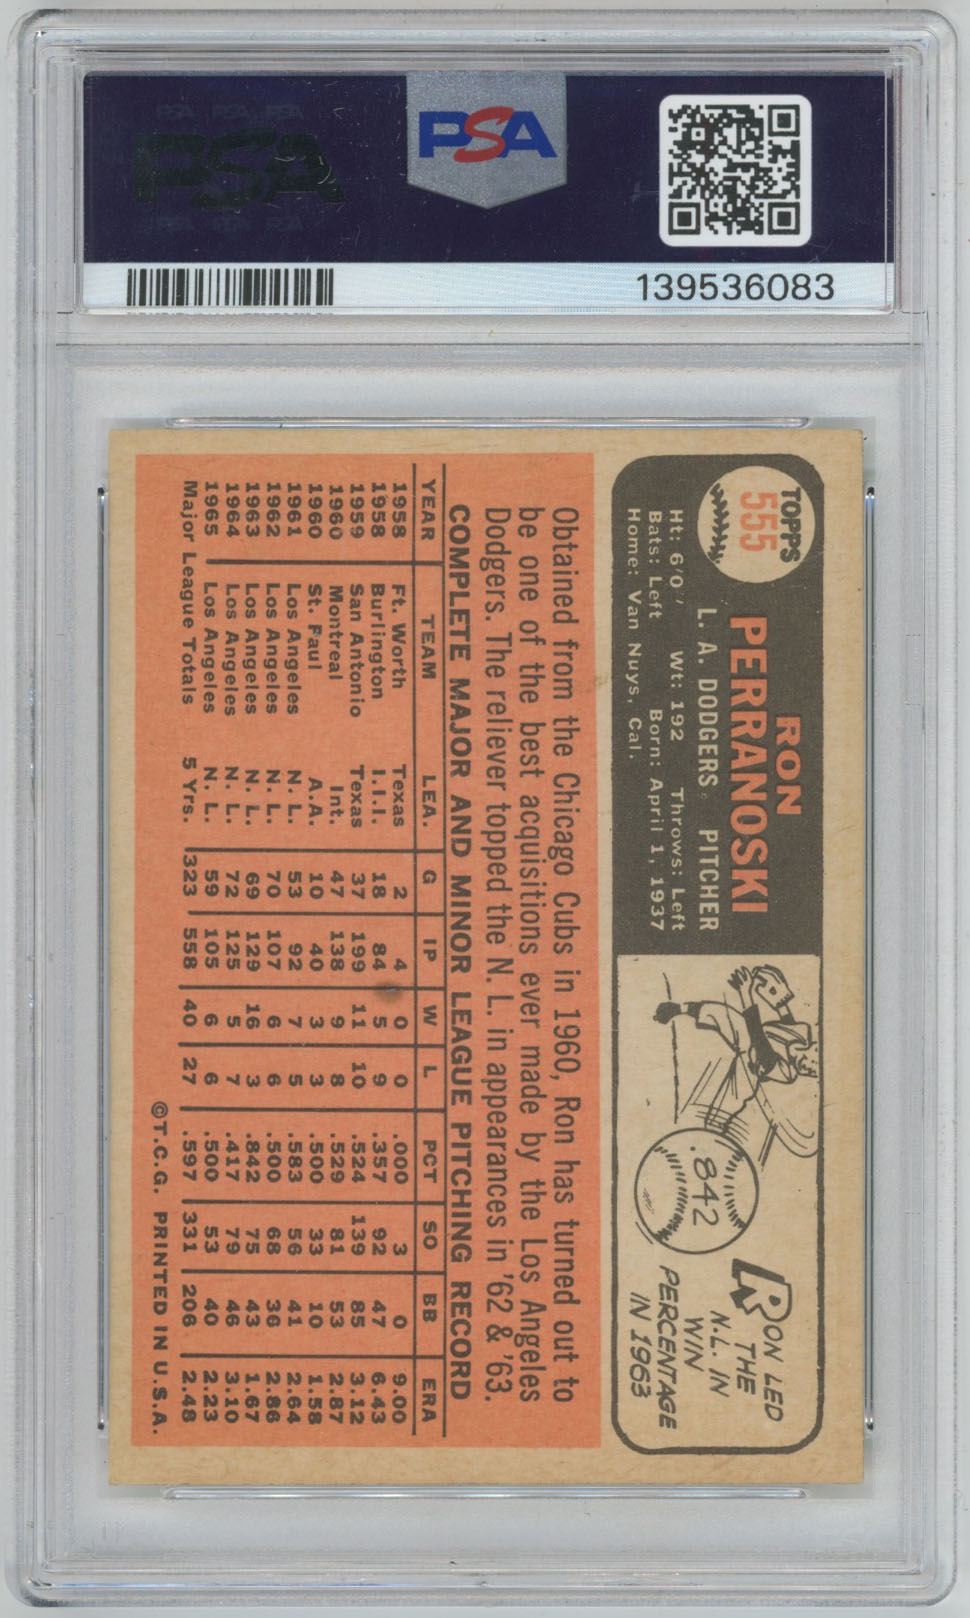 PSA
PSA
139536083
TOPPS
555
RON
PERRANOSKI
L. A. DODGERS PITCHER
Ht: 6'0" Wt: 192 Throws: Left
Bats: Left Born: April 1, 1937
Home: Van Nuys, Cal.
.842
RON LED
THE
N.L. IN
WIN
PERCENTAGE
IN 1963
Obtained from the Chicago Cubs in 1960, Ron has turned out to
be one of the best acquisitions ever made by the Los Angeles
Dodgers. The reliever topped the N. L. in appearances in '62 & '63.
COMPLETE MAJOR AND MINOR LEAGUE PITCHING RECORD
YEAR TEAM LEA. G IP W L PCT SO BB ERA
1958 Ft. Worth Texas 2 4 0 0 .000 3 0 9.00
1958 Burlington I.I.I. 18 84 5 9 .357 92 47 6.43
1959 San Antonio Texas 37 199 11 10 .524 139 85 3.12
1960 Montreal Int. 47 138 9 8 .529 81 53 2.87
1960 St. Paul A.A. 10 40 3 3 .500 33 10 1.58
1961 Los Angeles N. L. 53 92 7 5 .583 56 41 2.64
1962 Los Angeles N. L. 70 107 6 6 .500 68 36 2.86
1963 Los Angeles N. L. 69 129 16 3 .842 75 43 1.67
1964 Los Angeles N. L. 72 125 5 7 .417 79 46 3.10
1965 Los Angeles N. L. 59 105 6 6 .500 53 40 2.23
Major League Totals 5 Yrs. 323 558 40 27 .597 331 206 2.48
©T.C.G. PRINTED IN U.S.A.